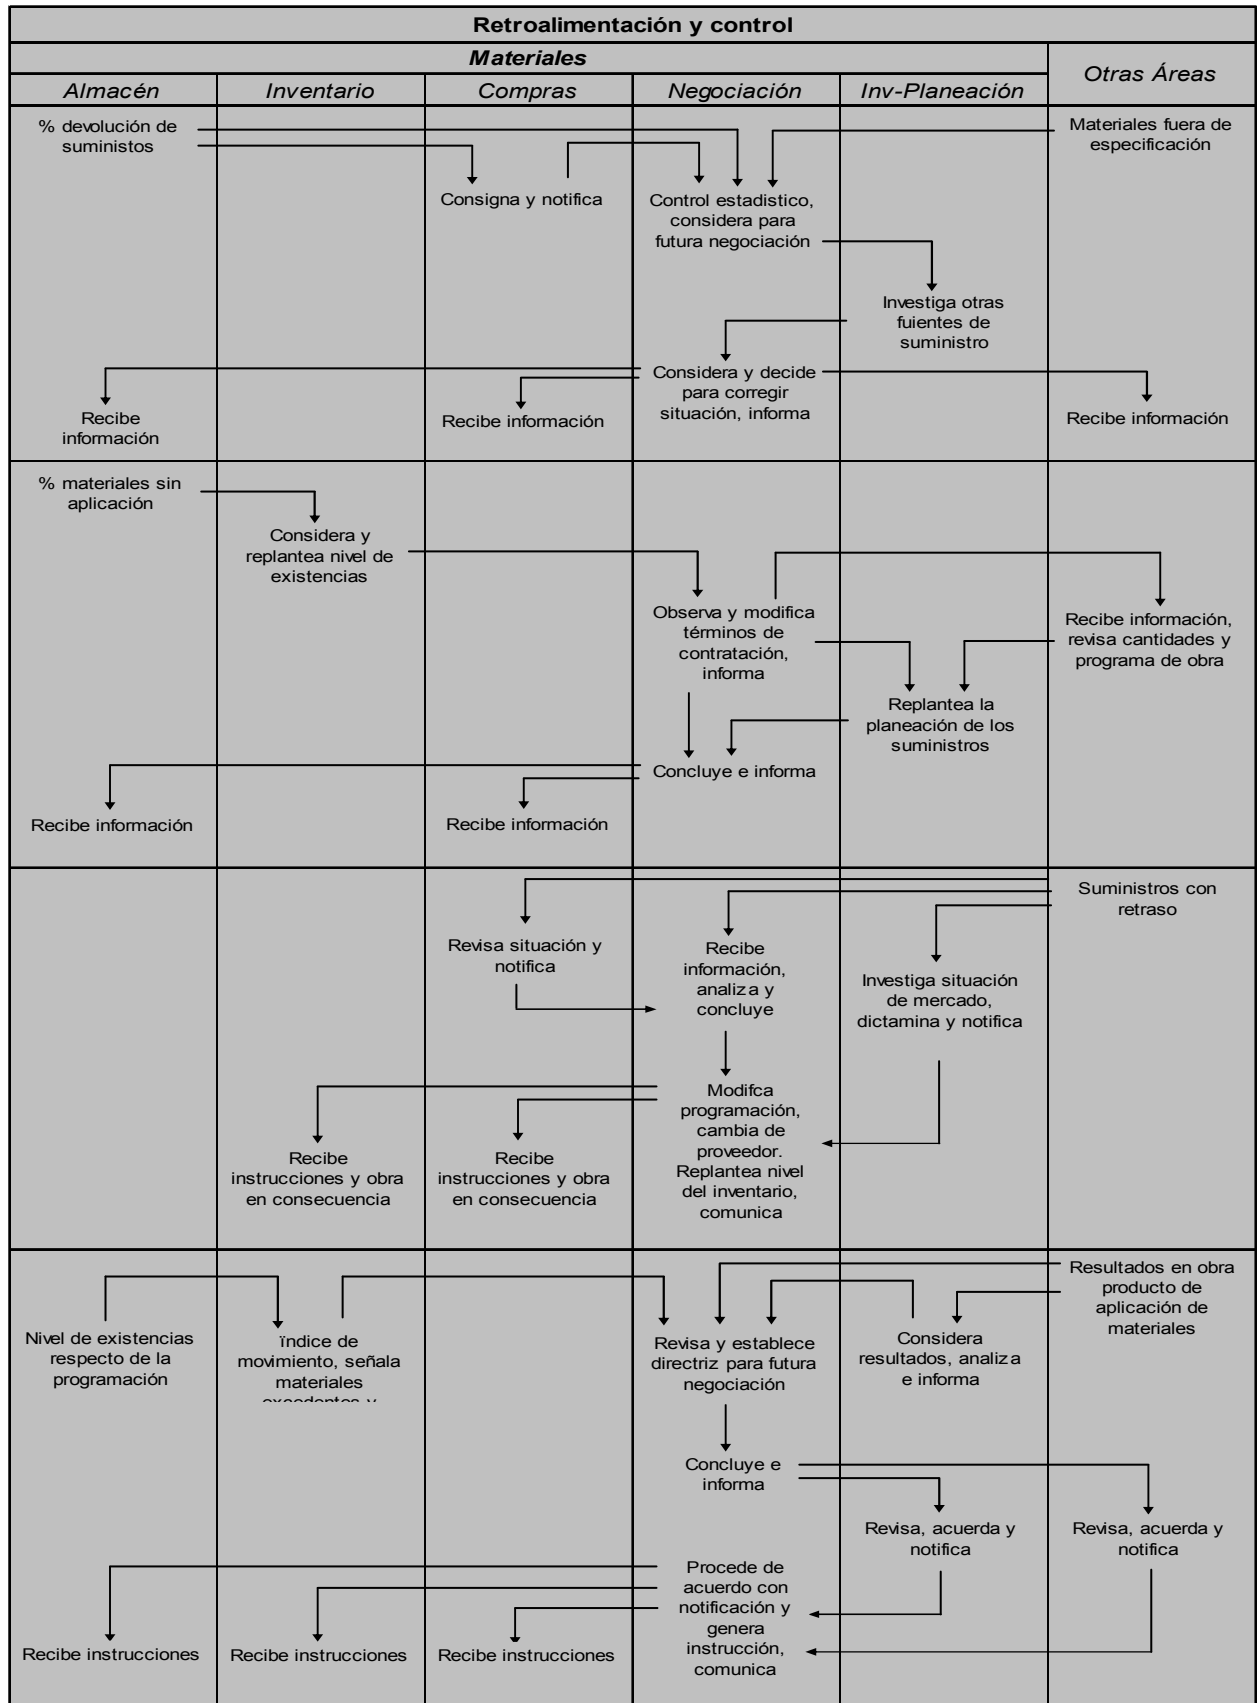 Retroalimentación y control
Materiales
Otras Áreas
Almacén
Inventario
Compras
Negociación
Inv-Planeación
% devolución de
suministos
Materiales fuera de
especificación
Consigna y notifica
Control estadistico,
considera para
futura negociación
Investiga otras
fuientes de
suministro
Considera y decide
para corregir
situación, informa
Recibe
información
Recibe información
Recibe información
% materiales sin
aplicación
Considera y
replantea nivel de
existencias
Observa y modifica
términos de
contratación,
informa
Recibe información,
revisa cantidades y
programa de obra
Replantea la
planeación de los
suministros
Concluye e informa
Recibe información
Recibe información
Suministros con
retraso
Revisa situación y
notifica
Recibe
información,
analiza y
concluye
Investiga situación
de mercado,
dictamina y notifica
Modifca
programación,
cambia de
proveedor.
Replantea nivel
del inventario,
comunica
Recibe
instrucciones y obra
en consecuencia
Recibe
instrucciones y obra
en consecuencia
Resultados en obra
producto de
aplicación de
materiales
Nivel de existencias
respecto de la
programación
ïndice de
movimiento, señala
materiales
excedentes y
Revisa y establece
directriz para futura
negociación
Considera
resultados, analiza
e informa
Concluye e
informa
Revisa, acuerda y
notifica
Revisa, acuerda y
notifica
Procede de
acuerdo con
notificación y
genera
instrucción,
comunica
Recibe instrucciones
Recibe instrucciones
Recibe instrucciones